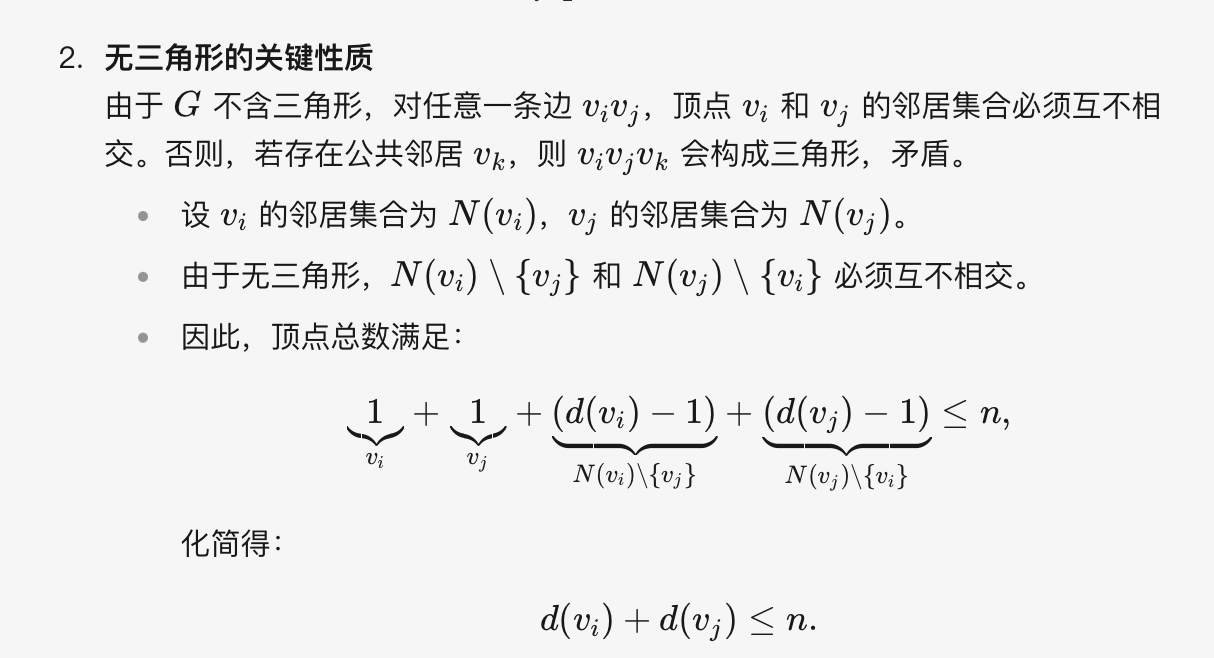 2. 无三角形的关键性质
由于 $G$ 不含三角形，对任意一条边 $v_iv_j$，顶点 $v_i$ 和 $v_j$ 的邻居集合必须互不相
交。否则，若存在公共邻居 $v_k$，则 $v_iv_jv_k$ 会构成三角形，矛盾。
• 设 $v_i$ 的邻居集合为 $N(v_i)$，$v_j$ 的邻居集合为 $N(v_j)$。
• 由于无三角形，$N(v_i) \setminus \{v_j\}$ 和 $N(v_j) \setminus \{v_i\}$ 必须互不相交。
• 因此，顶点总数满足：
$\underbrace{1}_{v_i} + \underbrace{1}_{v_j} + \underbrace{(d(v_i) - 1)}_{N(v_i) \setminus \{v_j\}} + \underbrace{(d(v_j) - 1)}_{N(v_j) \setminus \{v_i\}} \leq n,$
化简得：
$d(v_i) + d(v_j) \leq n.$